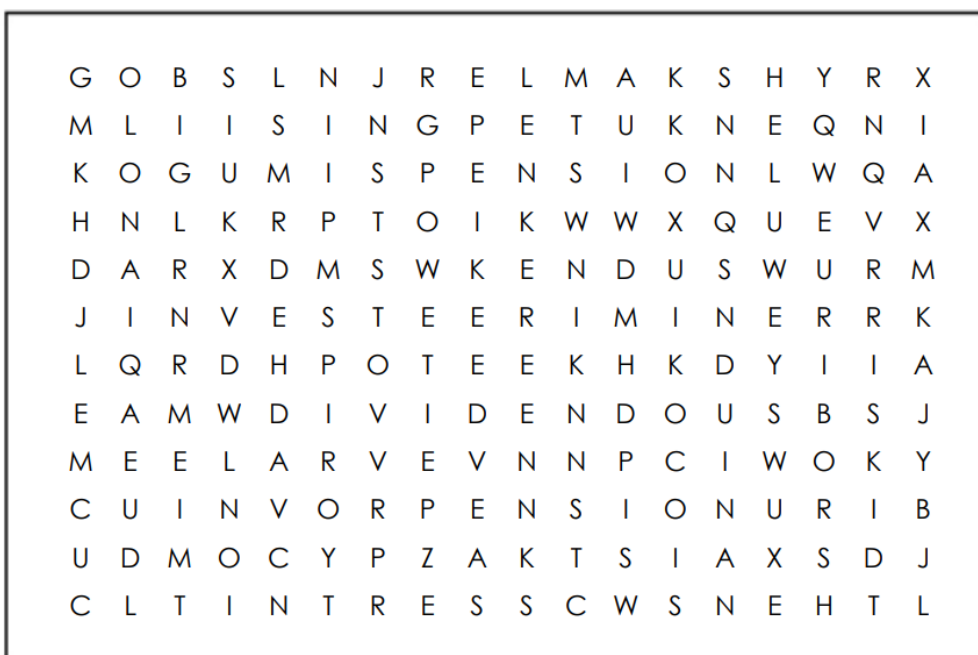 G O B S L N J R E L M A K S H Y R X
M L I I S I N G P E T U K N E Q N I
K O G U M I S P E N S I O N L W Q A
H N L K R P T O I K W W X Q U E V X
D A R X D M S W K E N D U S W U R M
J I N V E S T E E R I M I N E R R K
L Q R D H P O T E E K H K D Y I I A
E A M W D I V I D E N D O U S B S J
M E E L A R V E V N N P C I W O K Y
C U I N V O R P E N S I O N U R I B
U D M O C Y P Z A K T S I A X S D J
C L T I N T R E S S C W S N E H T L